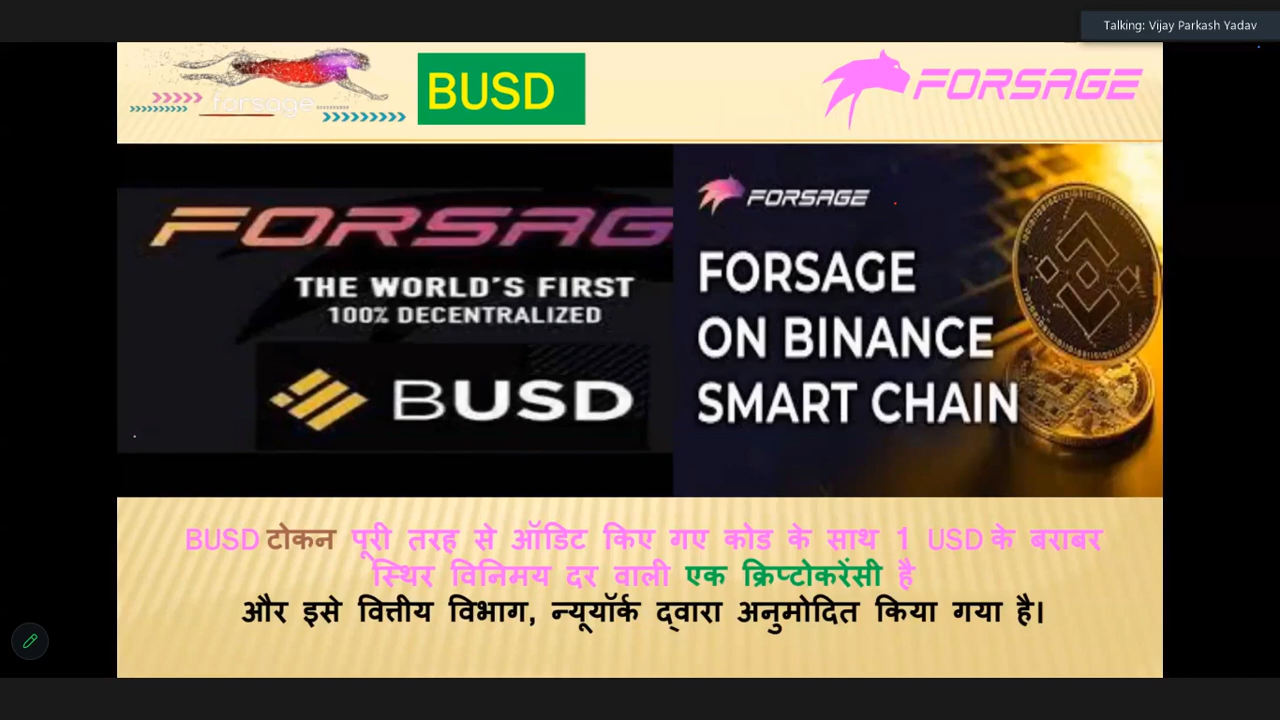 Talking: Vijay Parkash Yadav
forsage
BUSD
FORSAGE
FORSAG
THE WORLD'S FIRST
100% DECENTRALIZED
BUSD
FORSAGE
FORSAGE
ON BINANCE
SMART CHAIN
BUSD टोकन पूरी तरह से ऑडिट किए गए कोड के साथ 1 USD के बराबर
स्थिर विनिमय दर वाली एक क्रिप्टोकरेंसी है
और इसे वित्तीय विभाग, न्यूयॉर्क द्वारा अनुमोदित किया गया है।